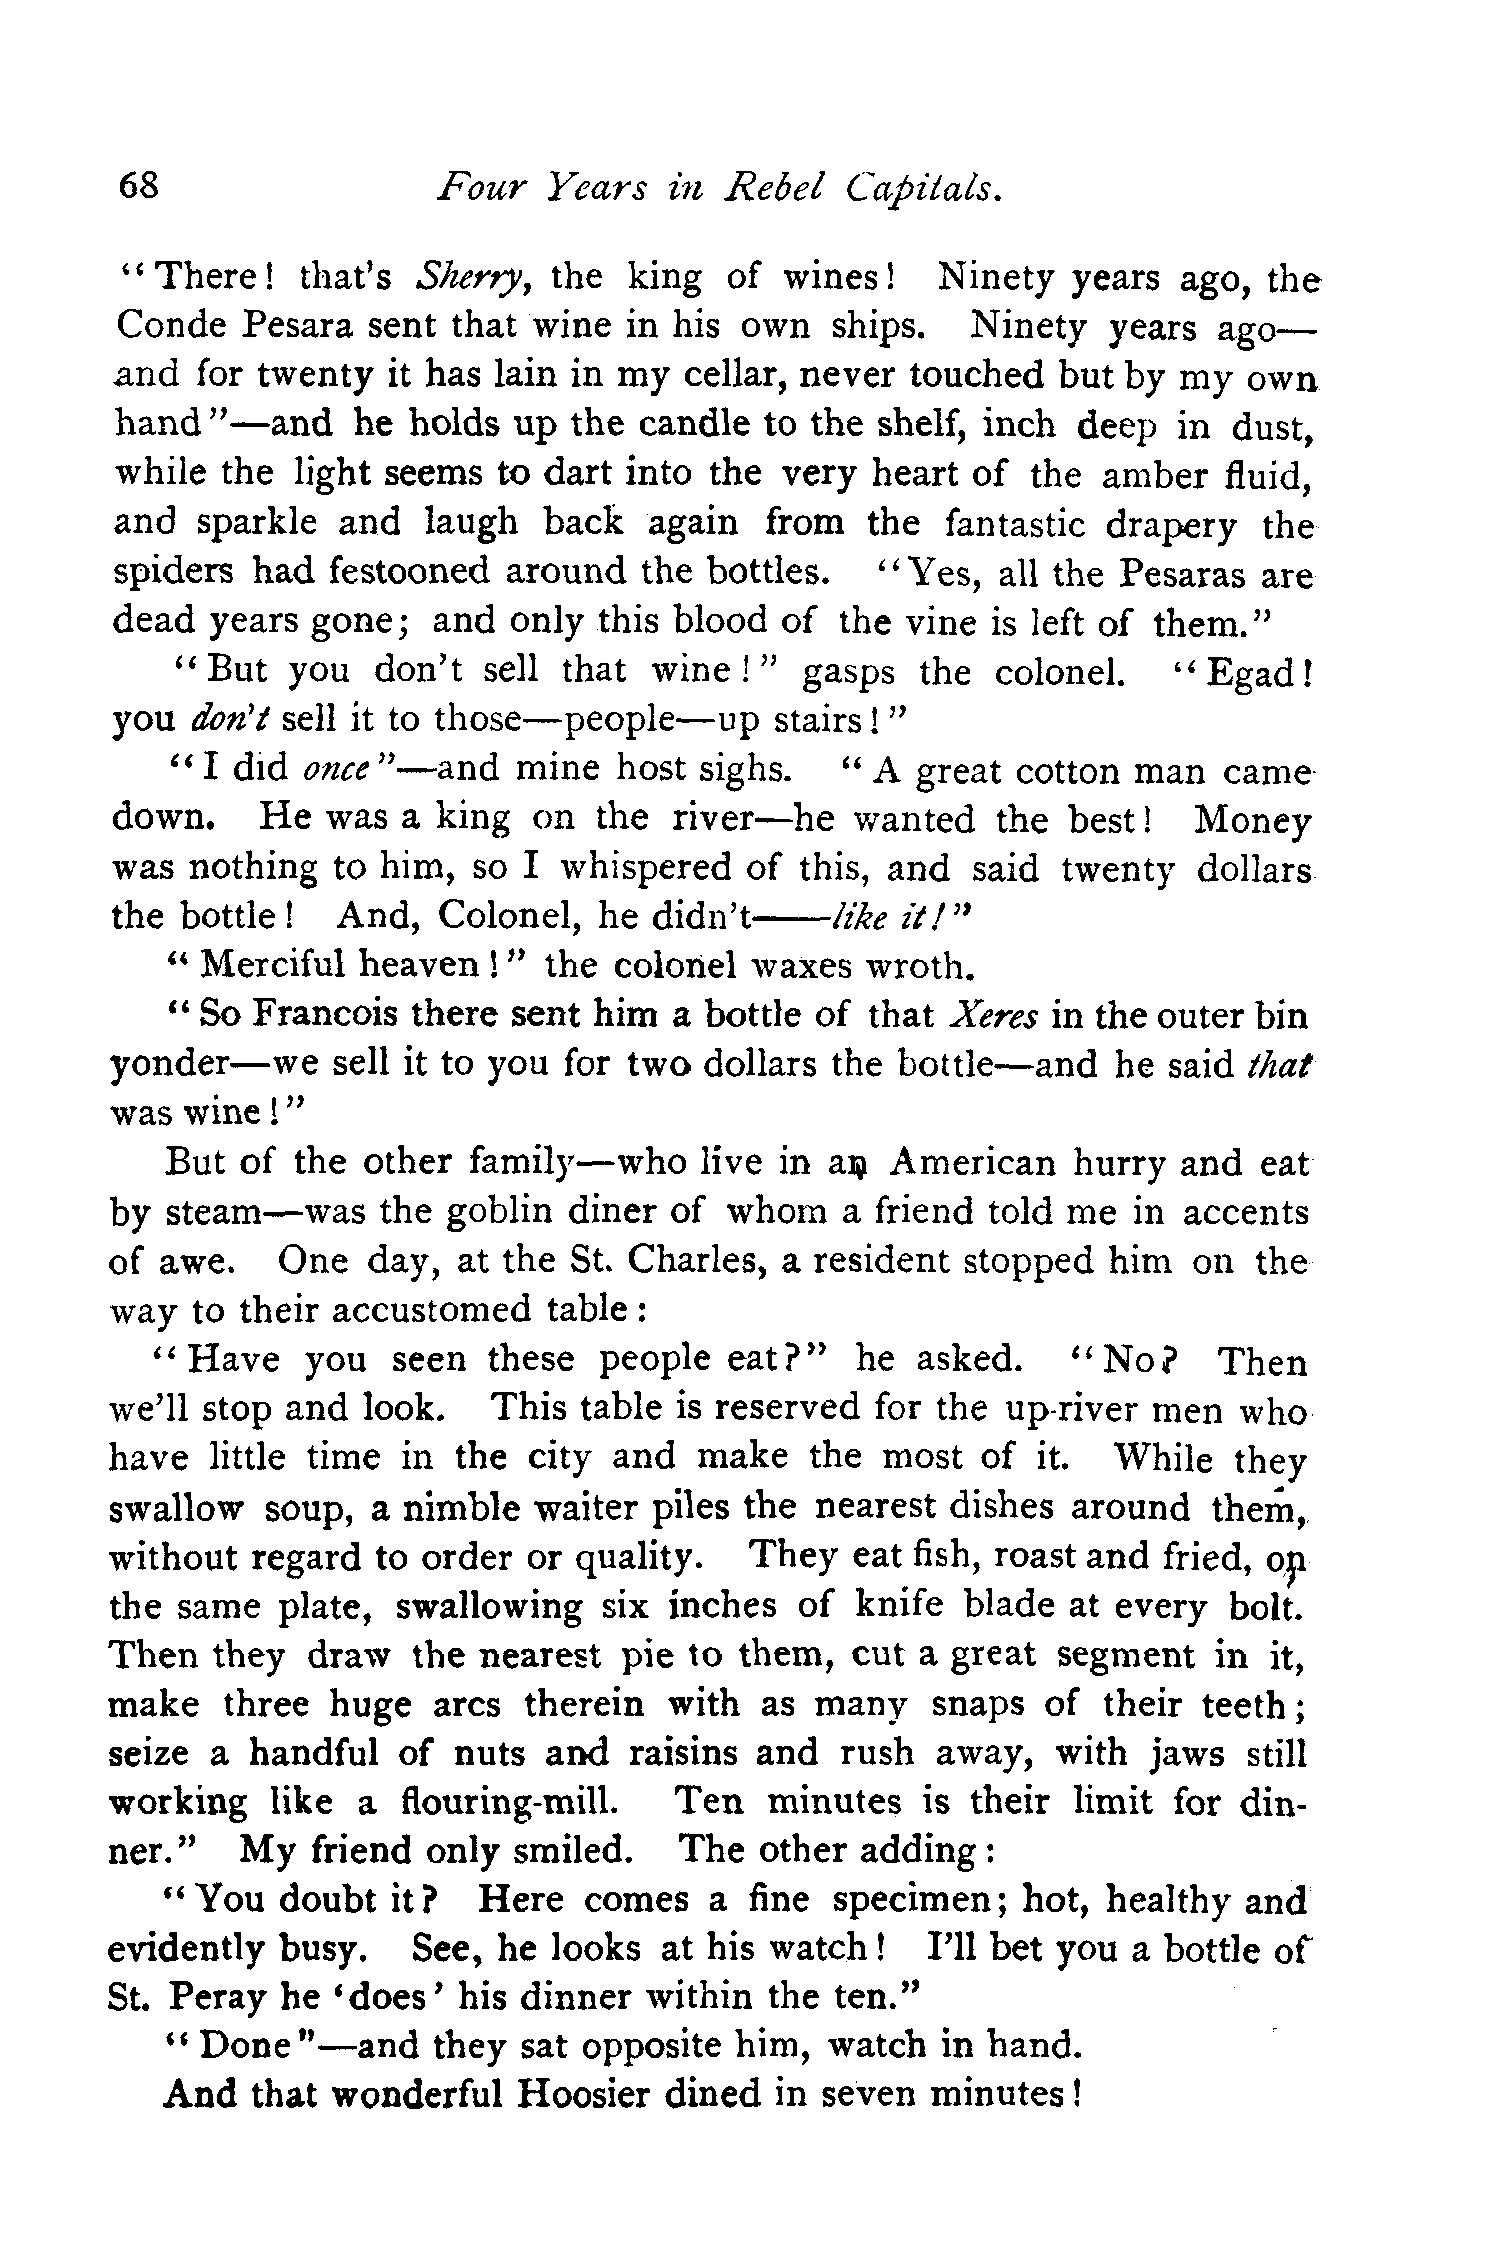 68 Four Years in Rebel Capitals.
"There! that's Sherry, the king of wines! Ninety years ago, the
Conde Pesara sent that wine in his own ships. Ninety years ago—
and for twenty it has lain in my cellar, never touched but by my own
hand"—and he holds up the candle to the shelf, inch deep in dust,
while the light seems to dart into the very heart of the amber fluid,
and sparkle and laugh back again from the fantastic drapery the
spiders had festooned around the bottles. "Yes, all the Pesaras are
dead years gone; and only this blood of the vine is left of them."
"But you don't sell that wine!" gasps the colonel. "Egad!
you don't sell it to those—people—up stairs!"
"I did once"—and mine host sighs. "A great cotton man came
down. He was a king on the river—he wanted the best! Money
was nothing to him, so I whispered of this, and said twenty dollars
the bottle! And, Colonel, he didn't——like it!"
"Merciful heaven!" the colonel waxes wroth.
"So Francois there sent him a bottle of that Xeres in the outer bin
yonder—we sell it to you for two dollars the bottle—and he said that
was wine!"
But of the other family—who live in an American hurry and eat
by steam—was the goblin diner of whom a friend told me in accents
of awe. One day, at the St. Charles, a resident stopped him on the
way to their accustomed table:
"Have you seen these people eat?" he asked. "No? Then
we'll stop and look. This table is reserved for the up-river men who
have little time in the city and make the most of it. While they
swallow soup, a nimble waiter piles the nearest dishes around them,
without regard to order or quality. They eat fish, roast and fried, on
the same plate, swallowing six inches of knife blade at every bolt.
Then they draw the nearest pie to them, cut a great segment in it,
make three huge arcs therein with as many snaps of their teeth;
seize a handful of nuts and raisins and rush away, with jaws still
working like a flouring-mill. Ten minutes is their limit for din-
ner." My friend only smiled. The other adding:
"You doubt it? Here comes a fine specimen; hot, healthy and
evidently busy. See, he looks at his watch! I'll bet you a bottle of
St. Peray he 'does' his dinner within the ten."
"Done"—and they sat opposite him, watch in hand.
And that wonderful Hoosier dined in seven minutes!